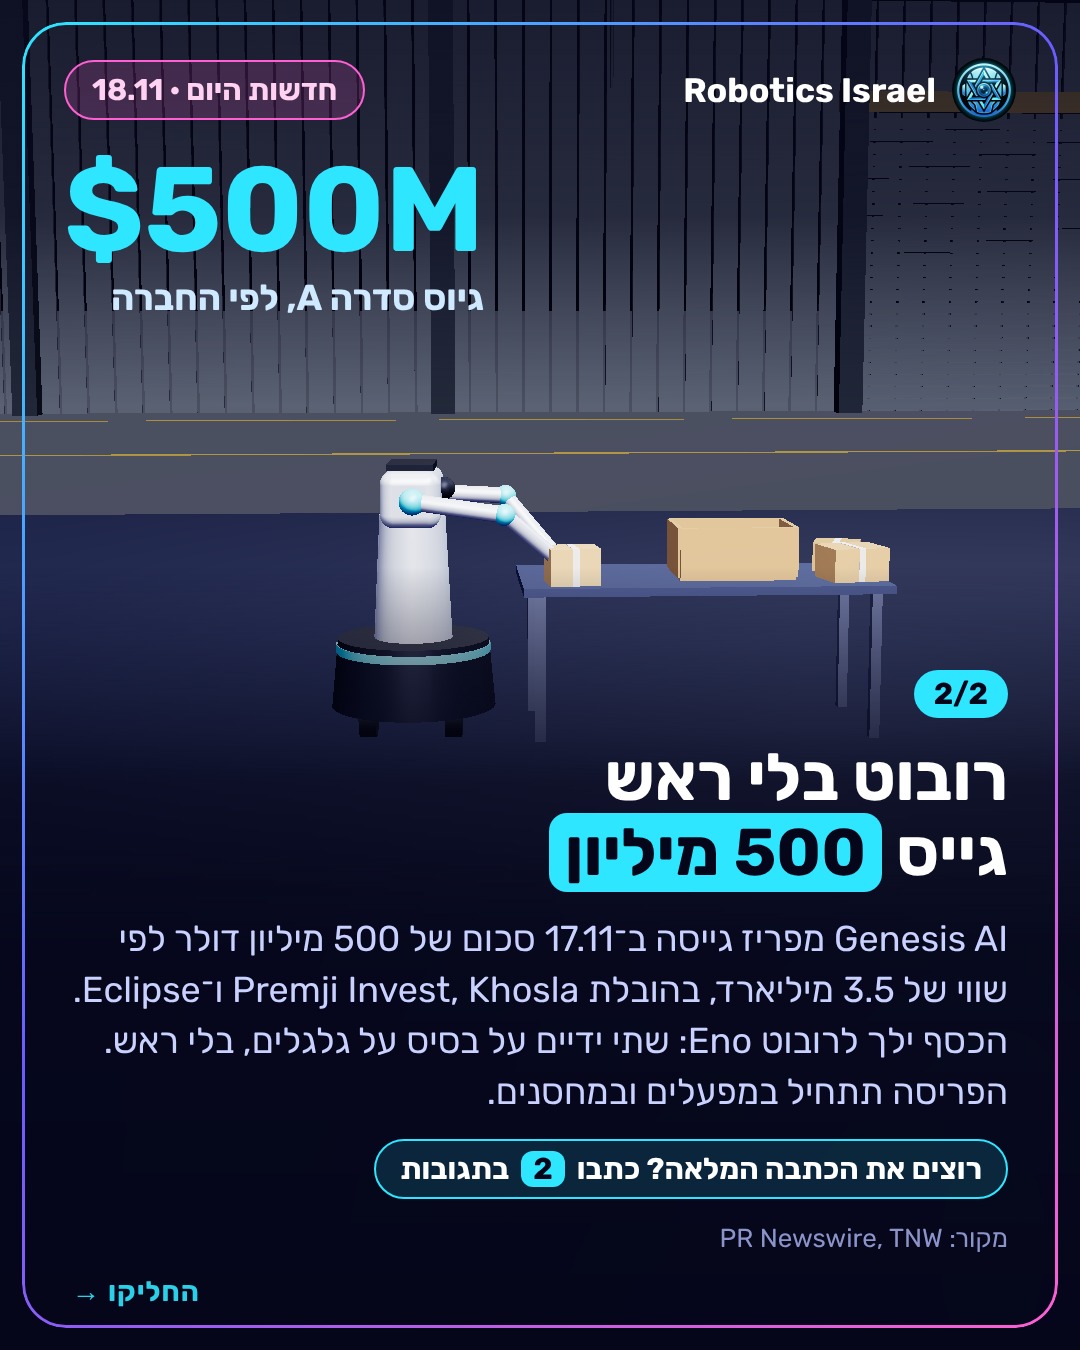 Robotics Israel
חדשות היום • 18.11
$500M
גיוס סדרה A, לפי החברה
2/2
רובוט בלי ראש
גייס 500 מיליון
Genesis AI מפריז גייסה ב־17.11 סכום של 500 מיליון דולר לפי
שווי של 3.5 מיליארד, בהובלת Premji Invest, Khosla ו־Eclipse.
הכסף ילך לרובוט Eno: שתי ידיים על בסיס על גלגלים, בלי ראש.
הפריסה תתחיל במפעלים ובמחסנים.
רוצים את הכתבה המלאה? כתבו 2 בתגובות
מקור: PR Newswire, TNW
החליקו ←